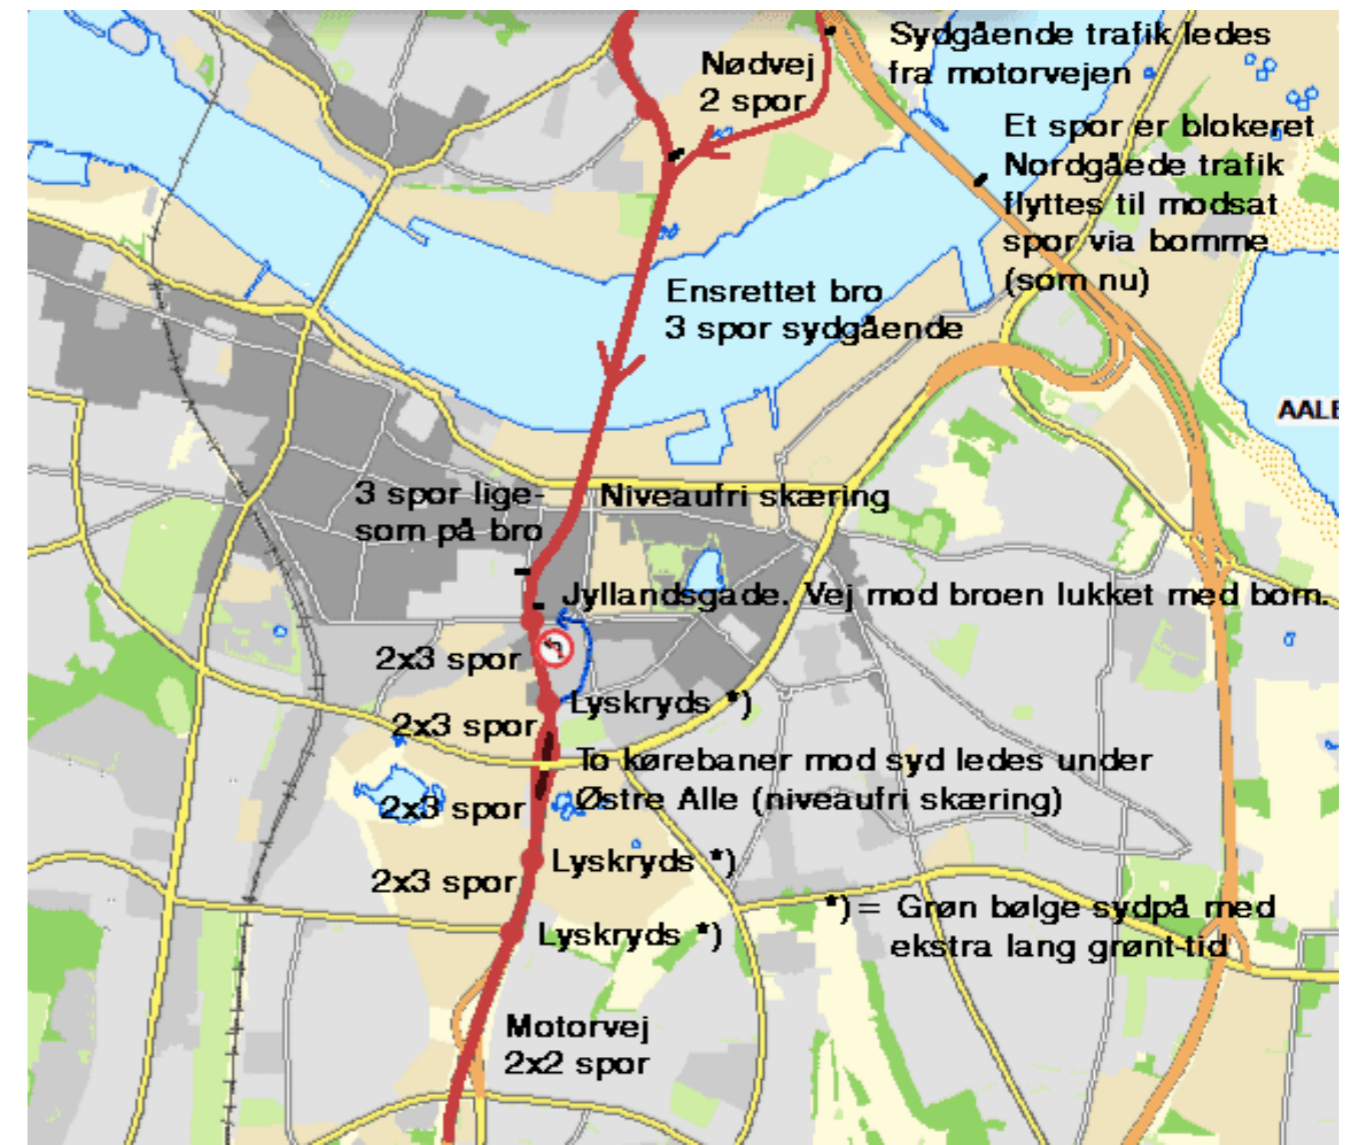 Sydgående trafik ledes
fra motorvejen
Nødvej
2 spor
Et spor er blokeret
Nordgåede trafik
flyttes til modsat
spor via bomme
(som nu)
Ensrettet bro
3 spor sydgående
AALB
3 spor lige-
som på bro
Niveaufri skæring
Jyllandsgade. Vej mod broen lukket med bom.
2x3 spor
Lyskryds *)
2x3 spor
To kørebaner mod syd ledes under
Østre Alle (niveaufri skæring)
2x3 spor
Lyskryds *)
2x3 spor
*)= Grøn bølge sydpå med
ekstra lang grønt-tid
Lyskryds *)
Motorvej
2x2 spor